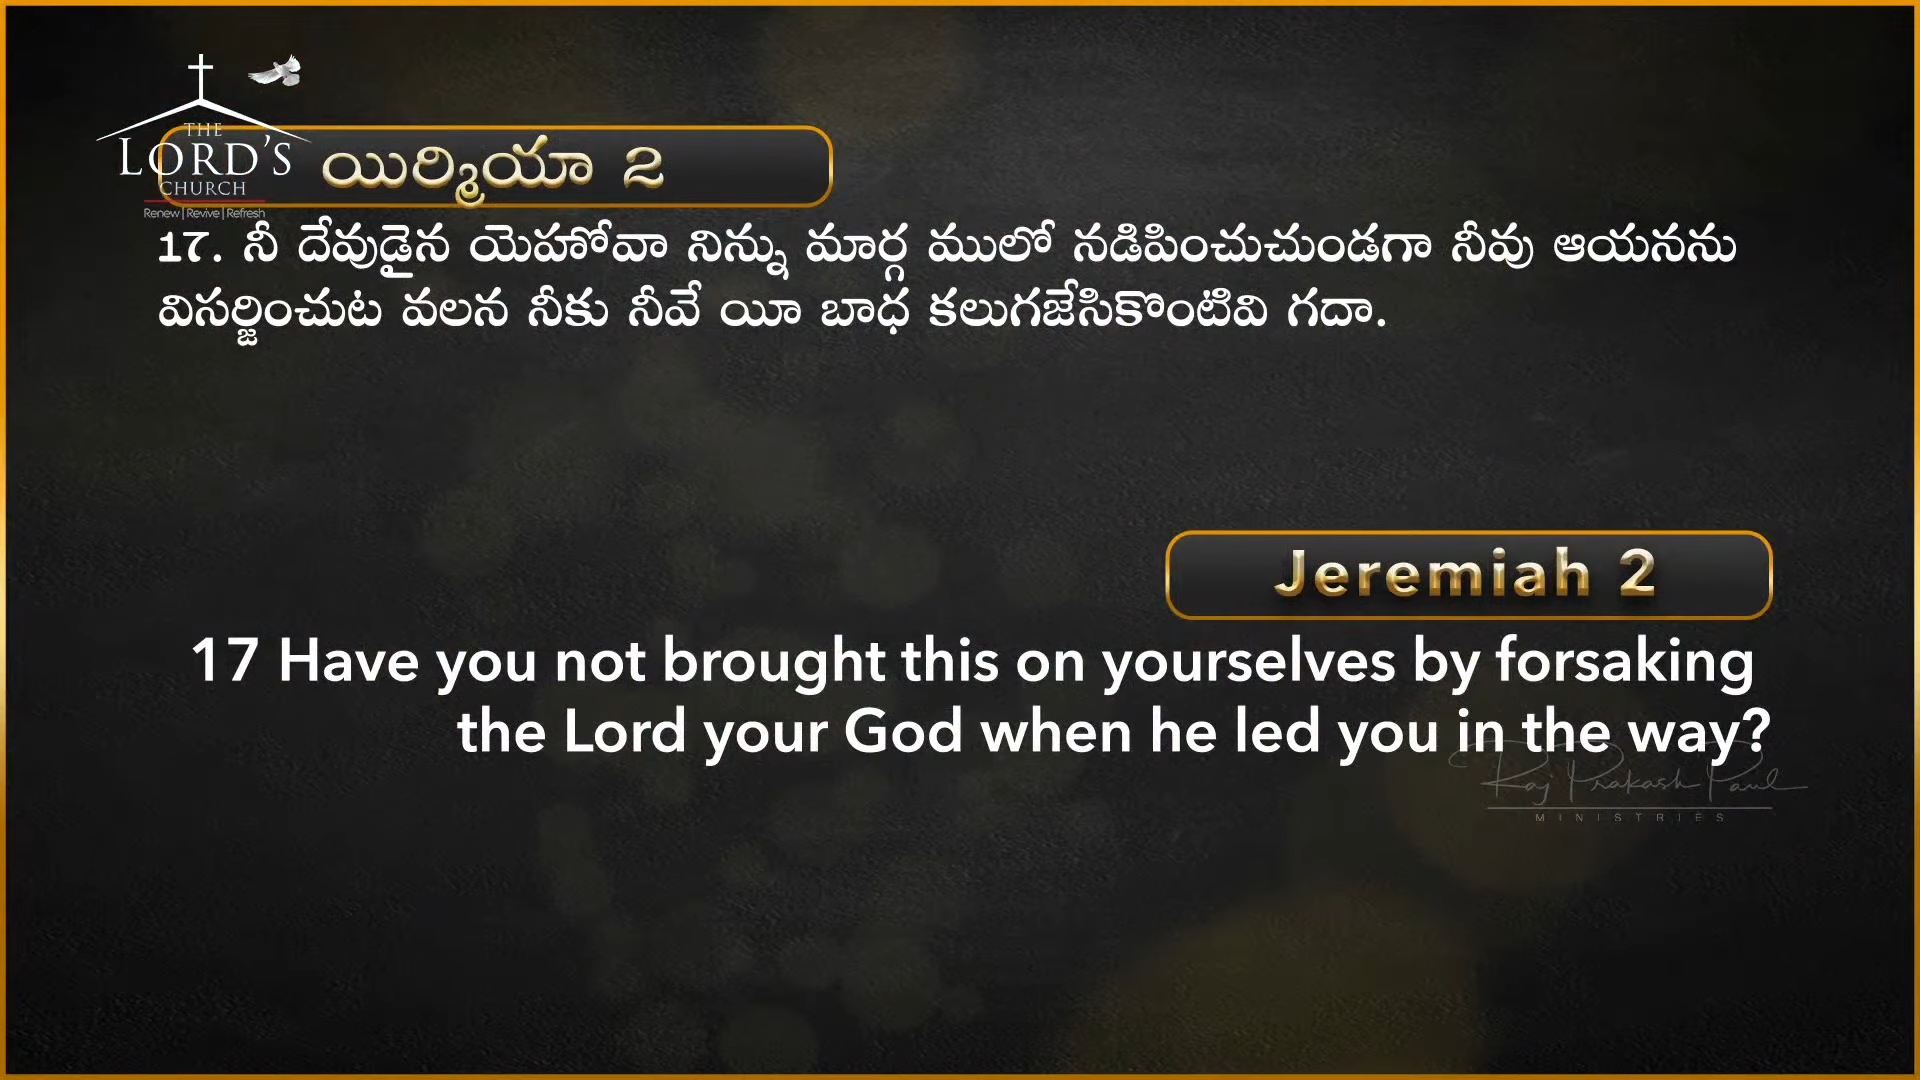 THE
LORD'S
CHURCH
Renew | Revive | Refresh
యిర్మియా 2
17. నీ దేవుడైన యెహోవా నిన్ను మార్గ ములో నడిపించుచుండగా నీవు ఆయనను
విసర్జించుట వలన నీకు నీవే యీ బాధ కలుగజేసికొంటివి గదా.
Jeremiah 2
17 Have you not brought this on yourselves by forsaking
the Lord your God when he led you in the way?
Raj Prakash Paul
MINISTRIES